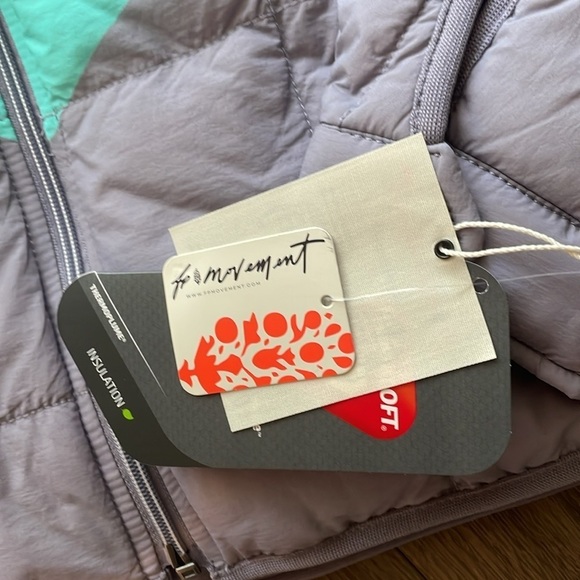 fp movement
WWW.FPMOVEMENT.COM
THERMOPLUME®
INSULATION
OFT®